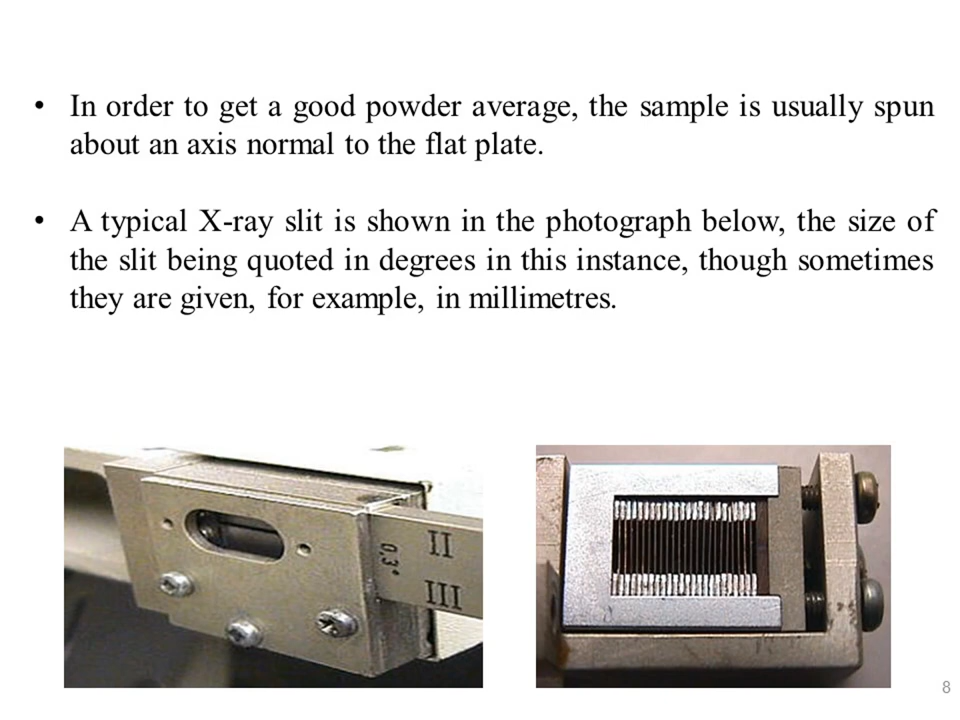 • In order to get a good powder average, the sample is usually spun
about an axis normal to the flat plate.
• A typical X-ray slit is shown in the photograph below, the size of
the slit being quoted in degrees in this instance, though sometimes
they are given, for example, in millimetres.
0,3°
II
III
8